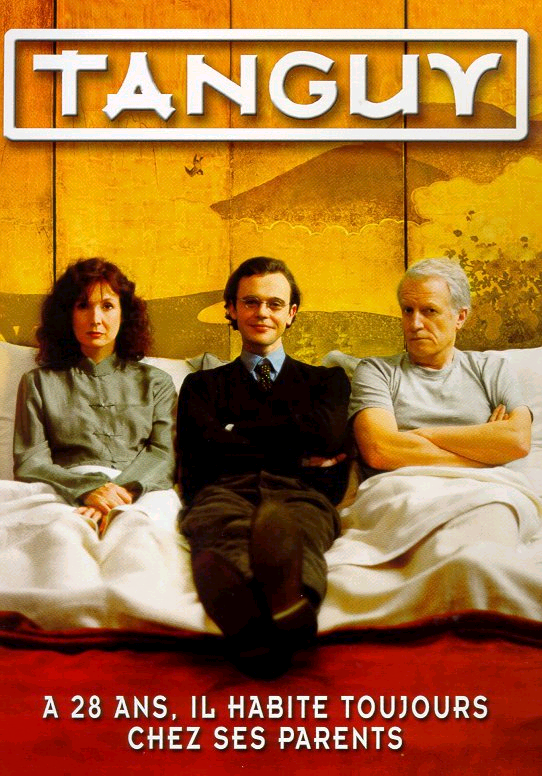 TANGUY
A 28 ANS, IL HABITE TOUJOURS
CHEZ SES PARENTS